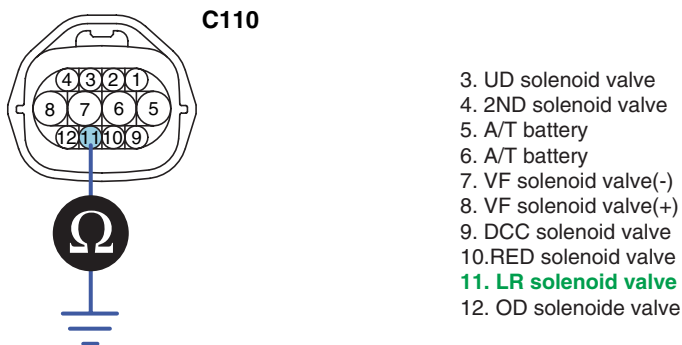 C110
4 3 2 1
8 7 6 5
12 11 10 9
Ω
3. UD solenoid valve
4. 2ND solenoid valve
5. A/T battery
6. A/T battery
7. VF solenoid valve(-)
8. VF solenoid valve(+)
9. DCC solenoid valve
10.RED solenoid valve
11. LR solenoid valve
12. OD solenoide valve